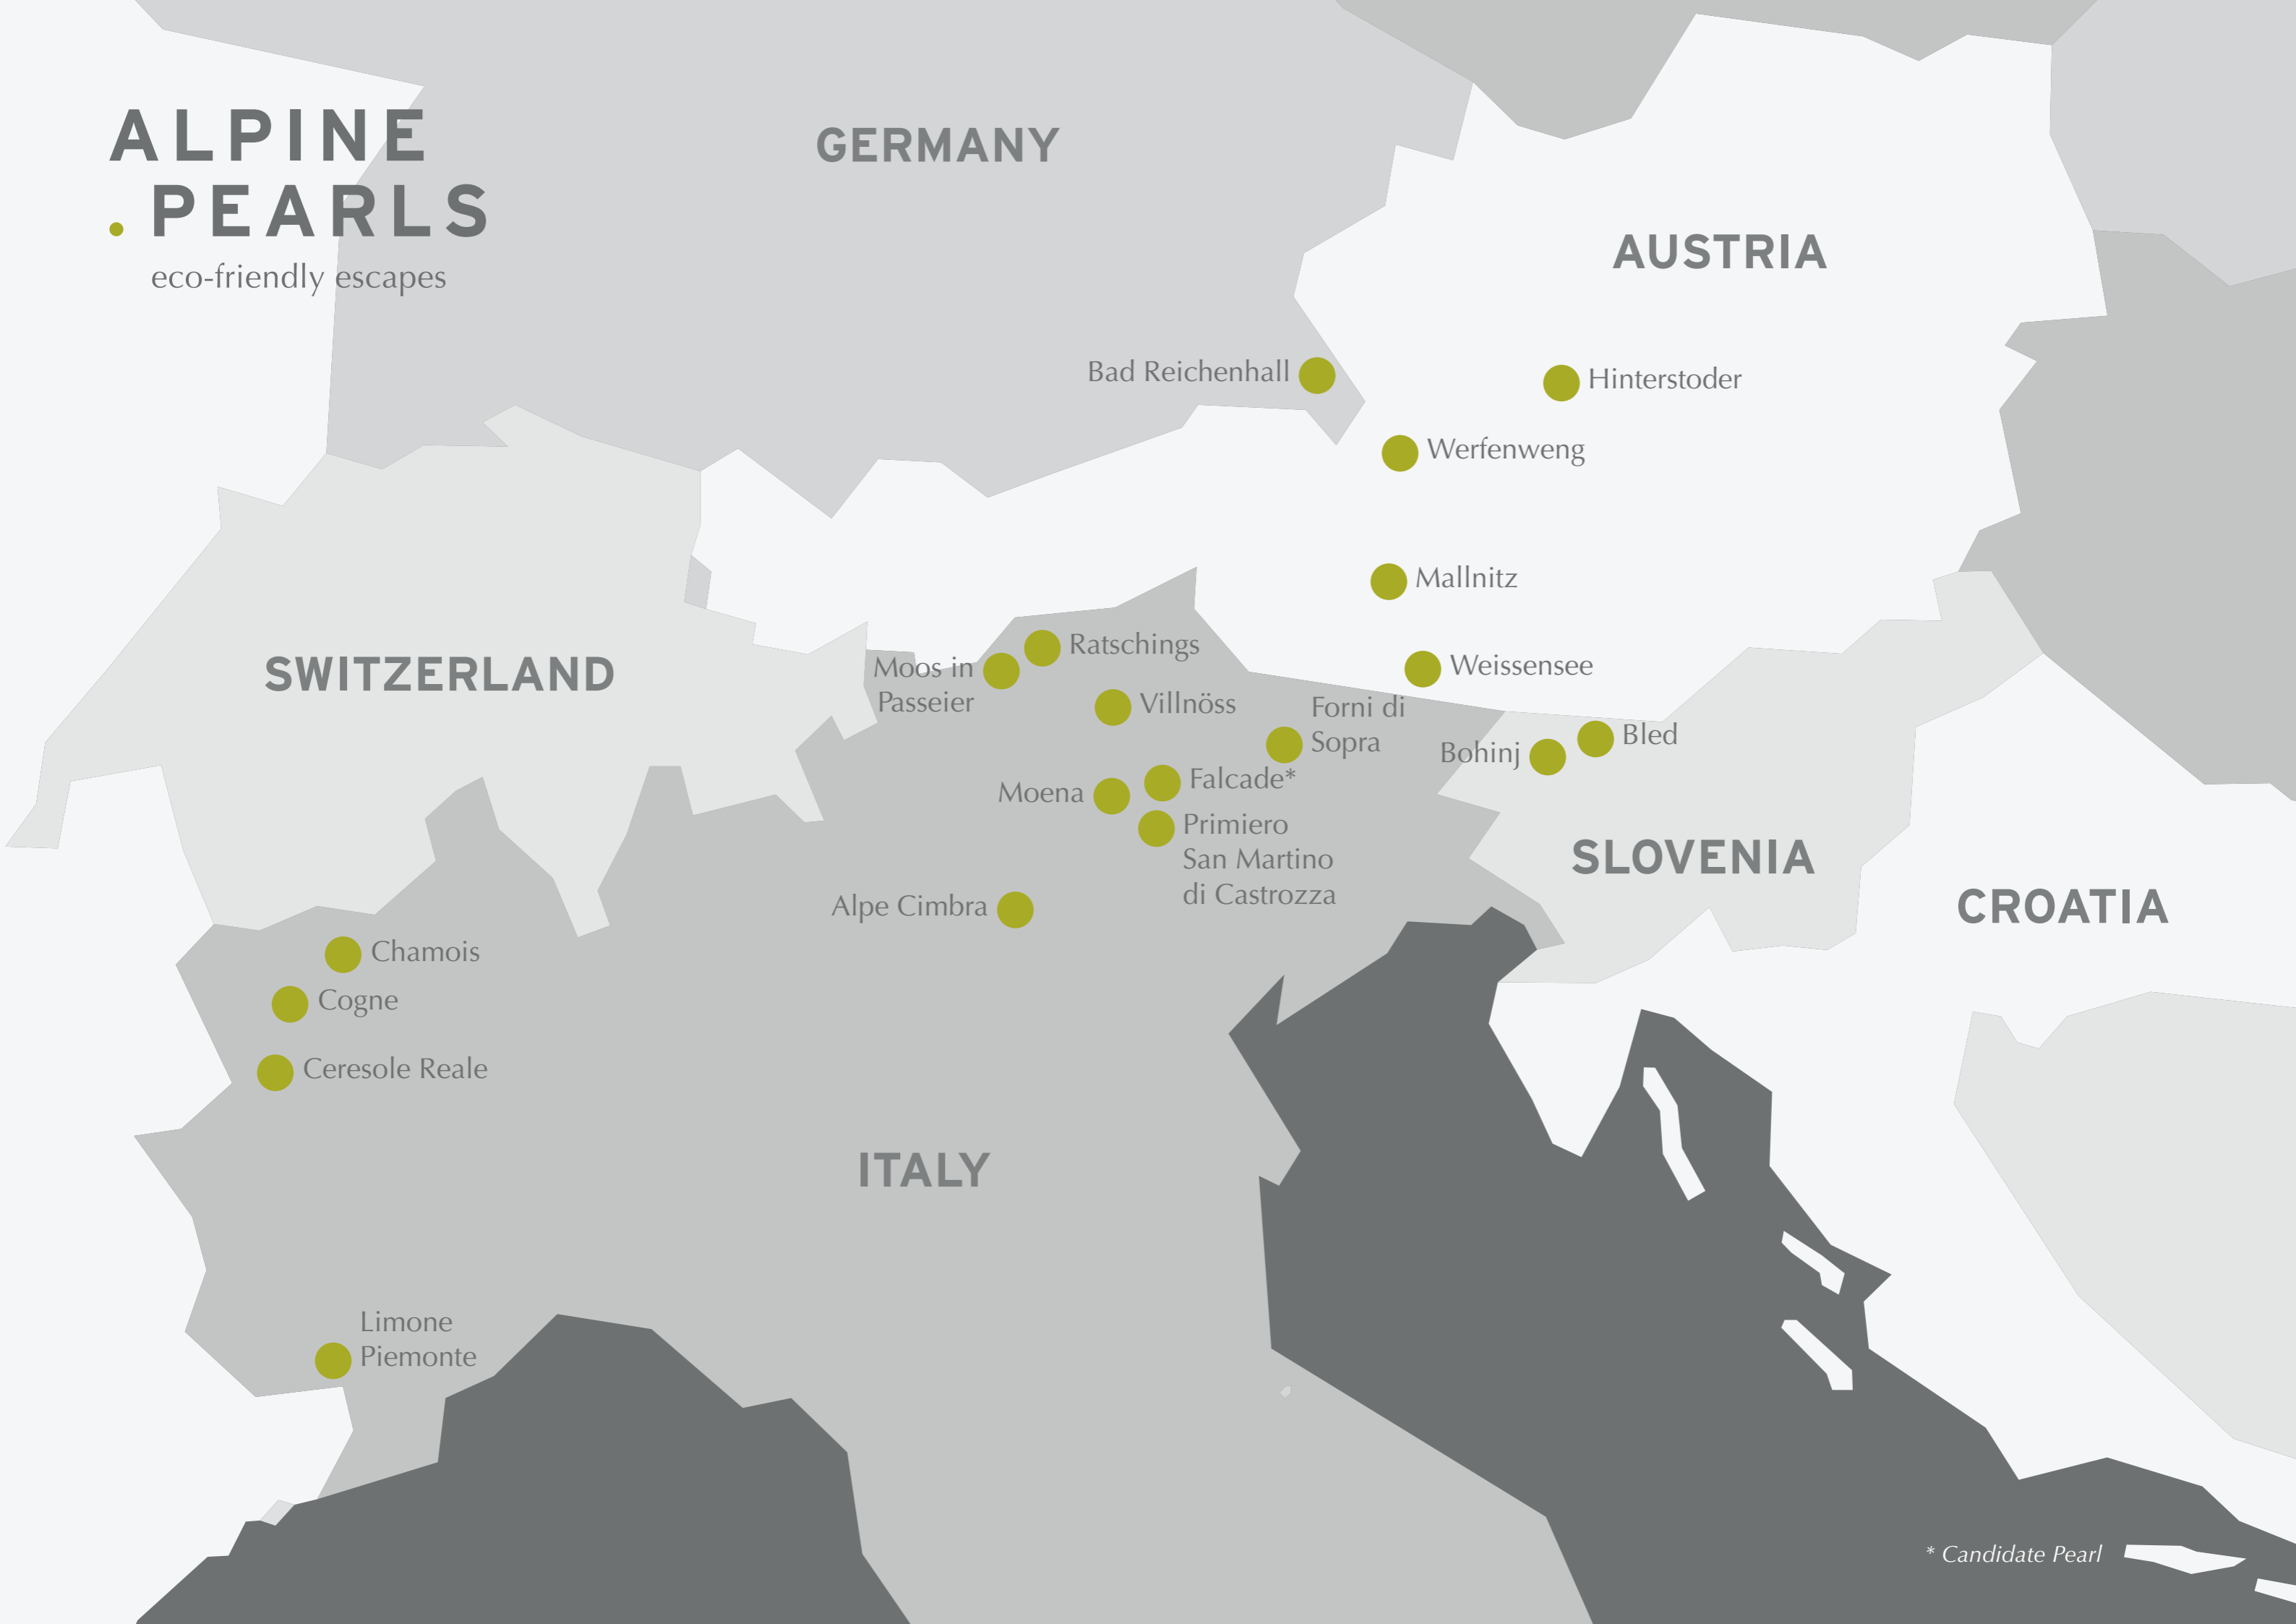 ALPINE
. PEARLS
eco-friendly escapes
GERMANY
AUSTRIA
Bad Reichenhall
Hinterstoder
Werfenweng
Mallnitz
SWITZERLAND
Ratschings
Moos in
Passeier
Weissensee
Villnöss
Forni di
Sopra
Bohinj
Bled
Falcade*
Moena
Primiero
San Martino
di Castrozza
SLOVENIA
CROATIA
Alpe Cimbra
Chamois
Cogne
Ceresole Reale
ITALY
Limone
Piemonte
* Candidate Pearl